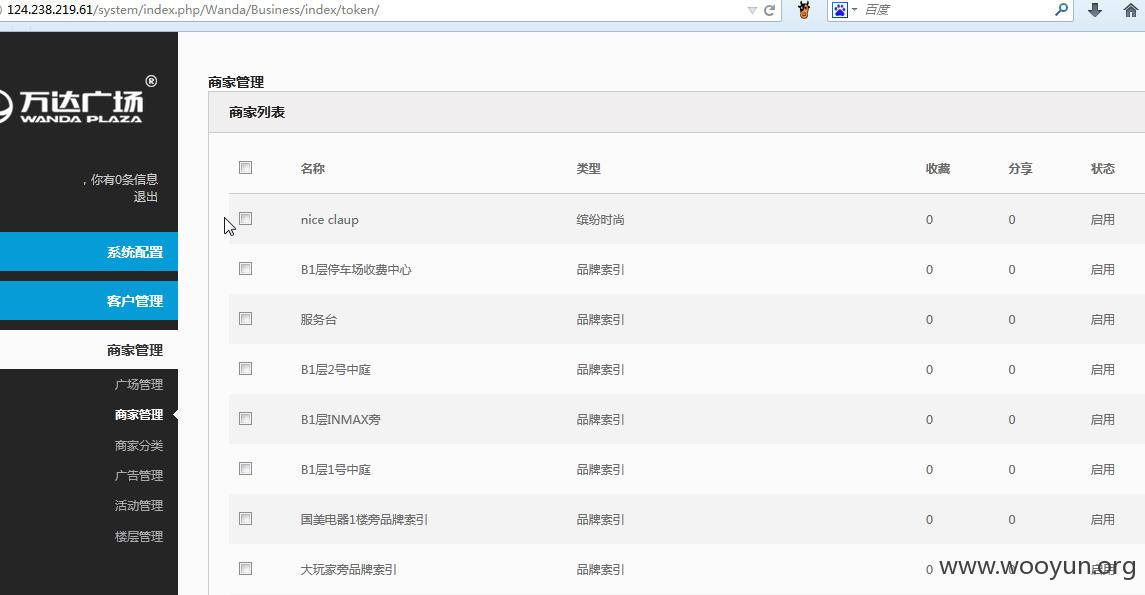 124.238.219.61/system/index.php/Wanda/Business/index/token/
百度
万达广场®
WANDA PLAZA
，你有0条信息
退出
系统配置
客户管理
商家管理
广场管理
商家管理
商家分类
广告管理
活动管理
楼层管理
商家管理
商家列表
名称 类型 收藏 分享 状态
nice claup 缤纷时尚 0 0 启用
B1层停车场收费中心 品牌索引 0 0 启用
服务台 品牌索引 0 0 启用
B1层2号中庭 品牌索引 0 0 启用
B1层INMAX旁 品牌索引 0 0 启用
B1层1号中庭 品牌索引 0 0 启用
国美电器1楼旁品牌索引 品牌索引 0 0 启用
大玩家旁品牌索引 品牌索引 0 0 启用
www.wooyun.org